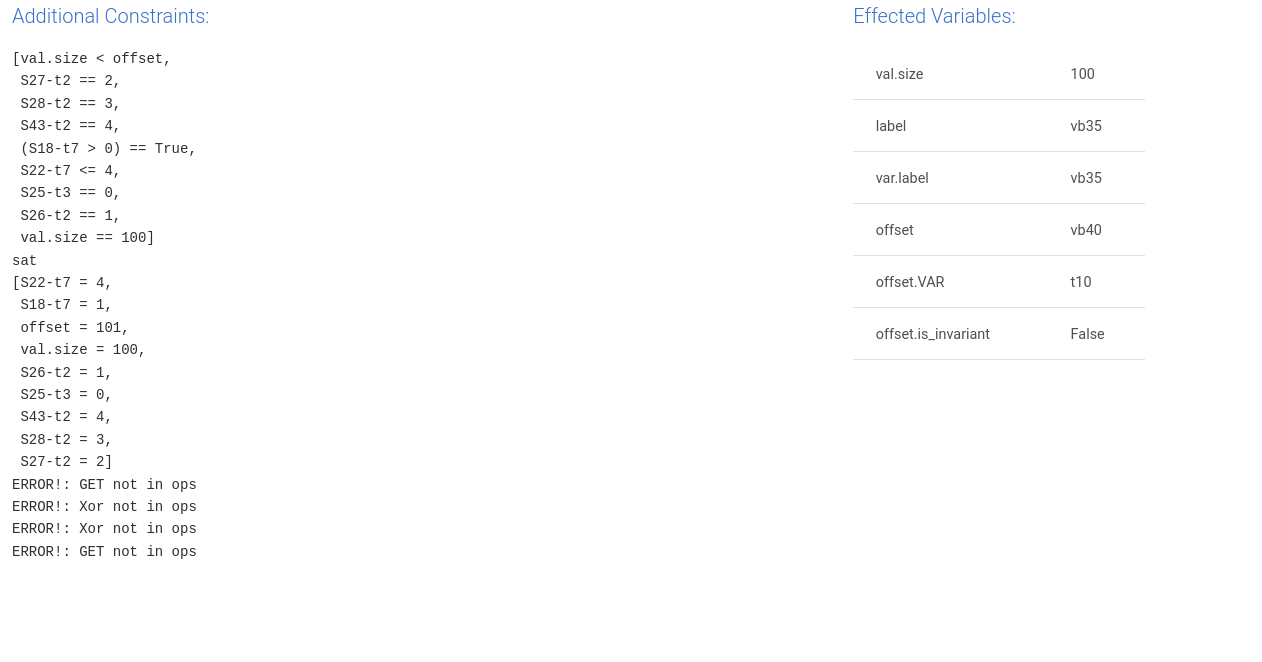 Additional Constraints:
[val.size < offset,
 S27-t2 == 2,
 S28-t2 == 3,
 S43-t2 == 4,
 (S18-t7 > 0) == True,
 S22-t7 <= 4,
 S25-t3 == 0,
 S26-t2 == 1,
 val.size == 100]
sat
[S22-t7 = 4,
 S18-t7 = 1,
 offset = 101,
 val.size = 100,
 S26-t2 = 1,
 S25-t3 = 0,
 S43-t2 = 4,
 S28-t2 = 3,
 S27-t2 = 2]
ERROR!: GET not in ops
ERROR!: Xor not in ops
ERROR!: Xor not in ops
ERROR!: GET not in ops
Effected Variables:
val.size 100
label vb35
var.label vb35
offset vb40
offset.VAR t10
offset.is_invariant False